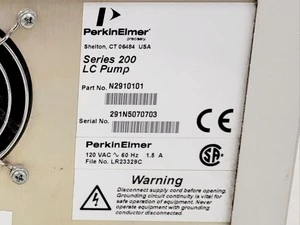 PerkinElmer
precisely.
Shelton, CT 06484 USA
Series 200
LC Pump
Part No. N2910101
Serial No. 291N5070703
CE
PerkinElmer
120 VAC ~ 60 Hz 1.5 A
File No. LR23329C
Warning
Disconnect supply cord before opening.
Grounding circuit continuity is vital for
safe operation of equipment. Never
operate equipment with grounding
conductor disconnected.